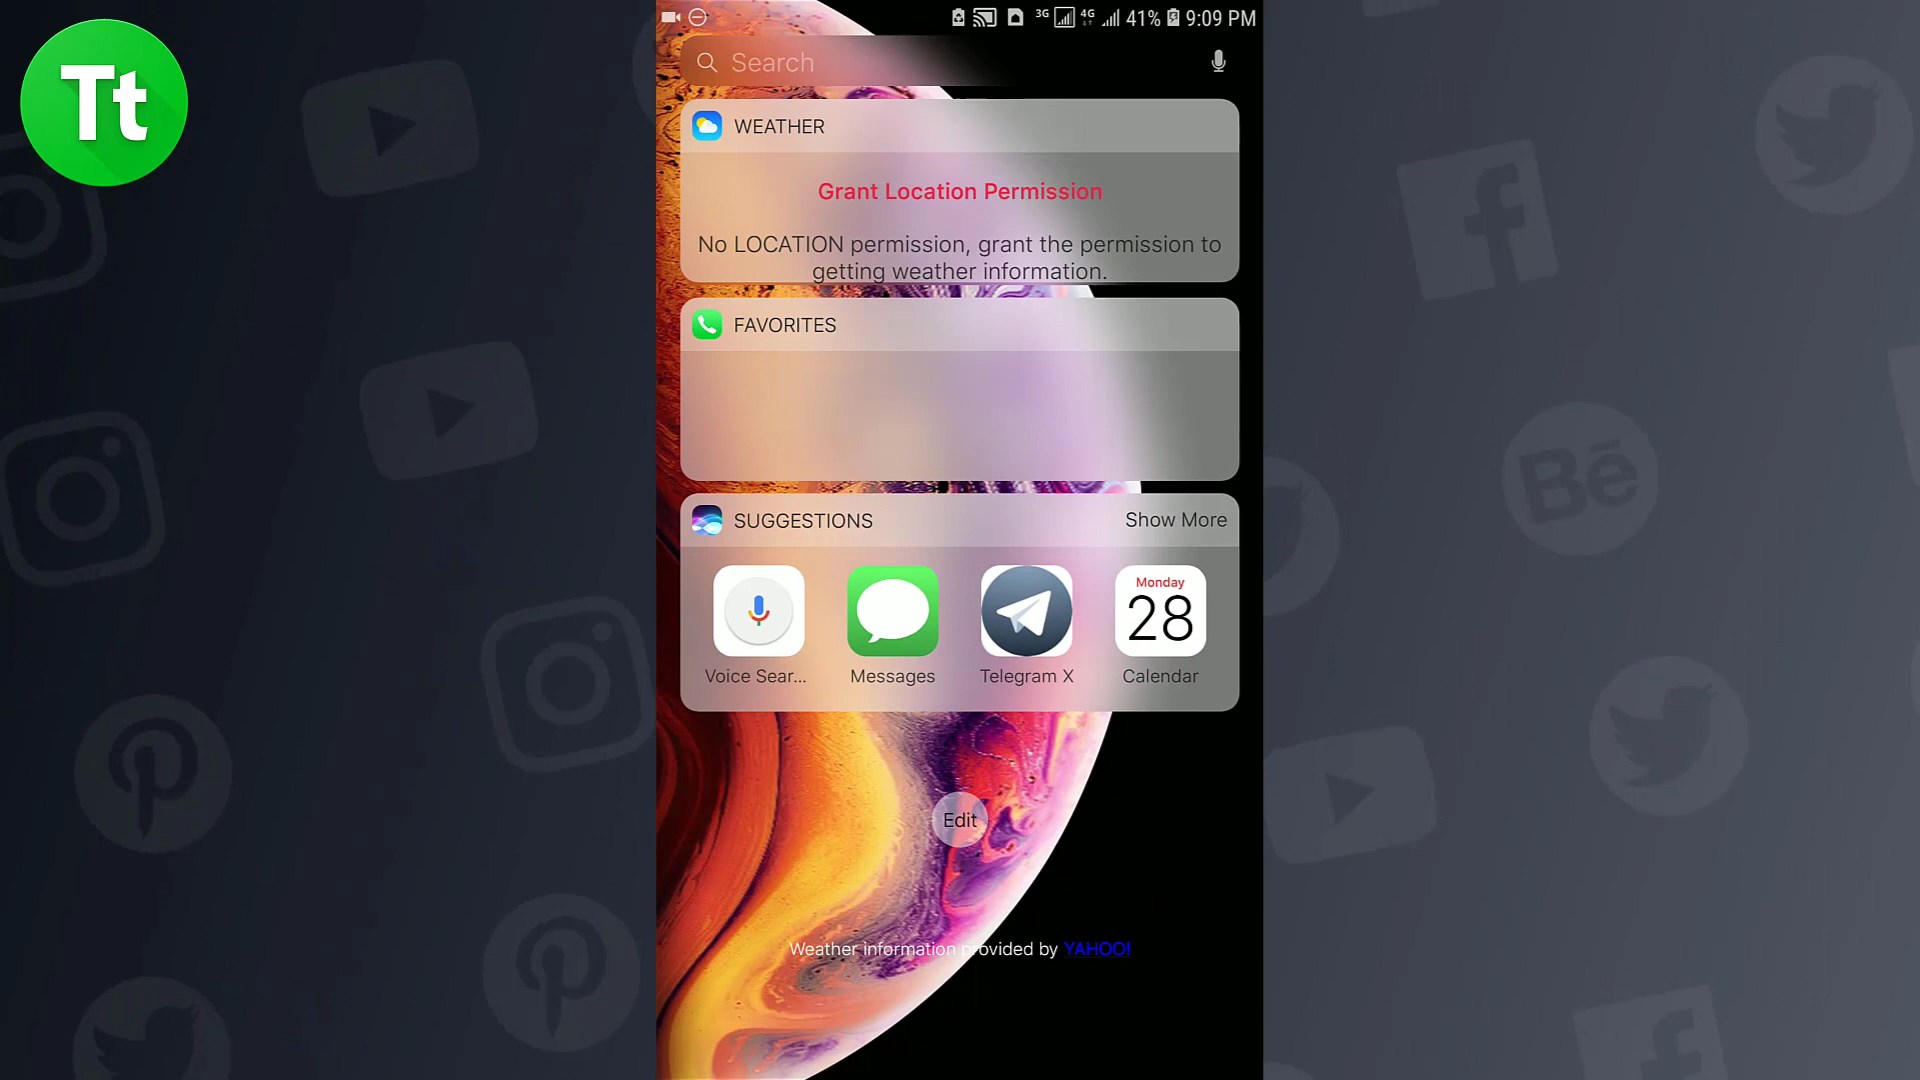 Tt
3G 4G 41% 9:09 PM
Search
WEATHER
Grant Location Permission
No LOCATION permission, grant the permission to
getting weather information.
FAVORITES
SUGGESTIONS
Show More
Monday
28
Voice Sear...
Messages
Telegram X
Calendar
Edit
Weather information provided by YAHOO!
Bē